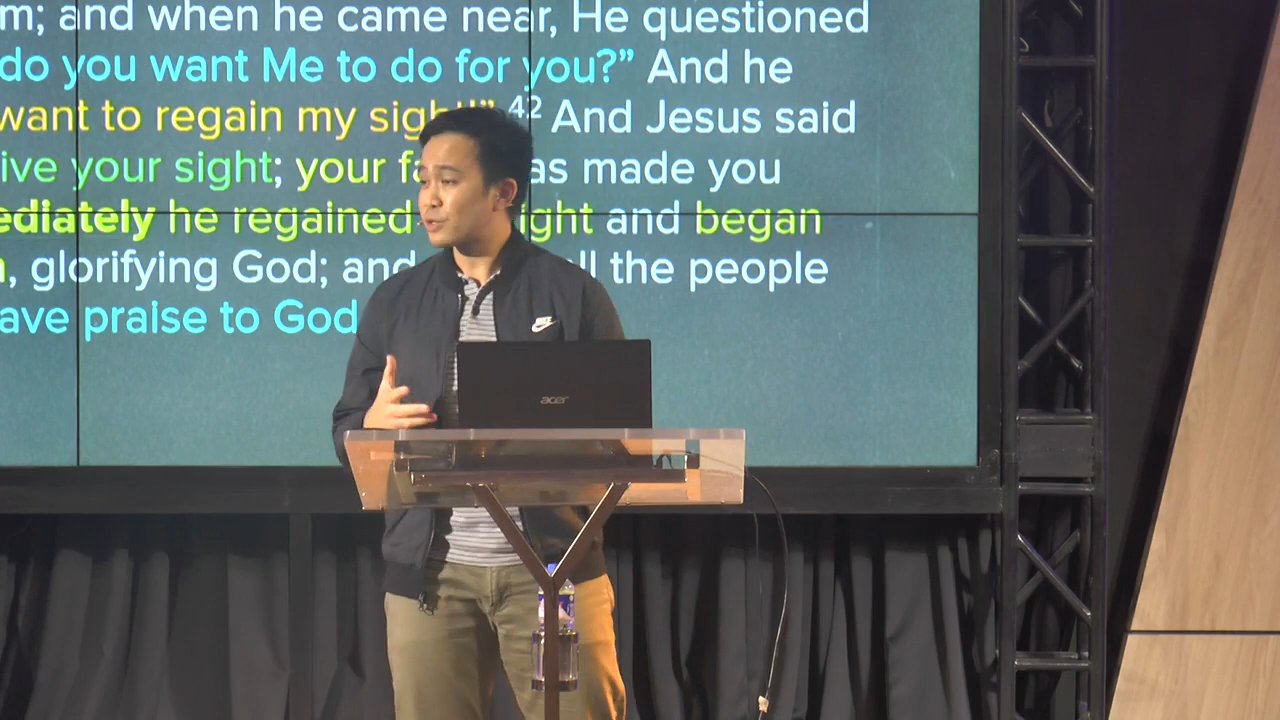 m; and when he came near, He questioned
do you want Me to do for you?” And he
want to regain my sight!” 42 And Jesus said
ive your sight; your fa as made you
ediately he regained ight and began
, glorifying God; and ll the people
ave praise to God
acer